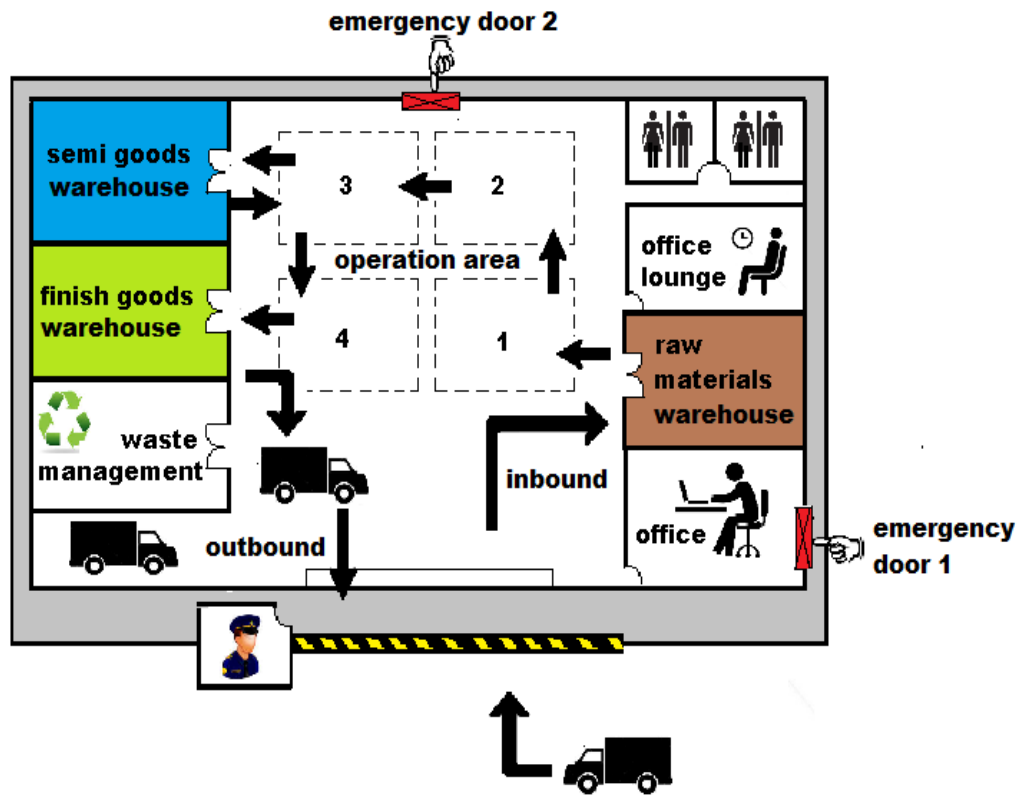 emergency door 2
semi goods
warehouse
3
2
operation area
office
lounge
finish goods
warehouse
4
1
raw
materials
warehouse
waste
management
inbound
outbound
office
emergency
door 1